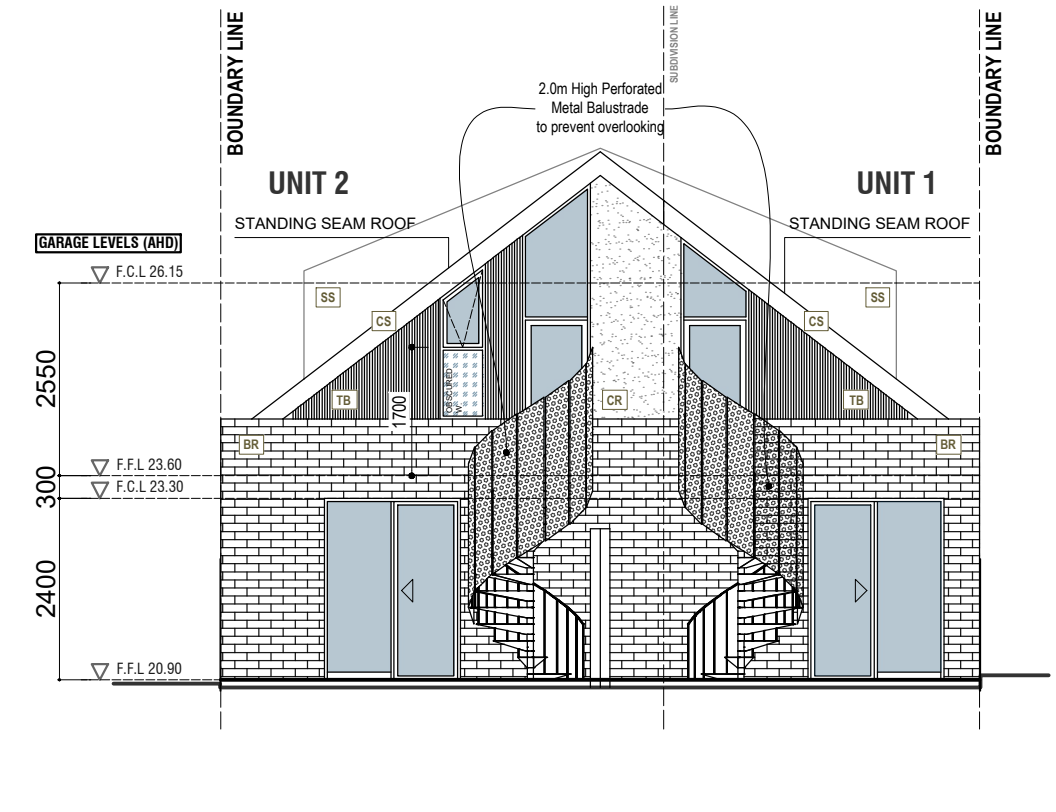 BOUNDARY LINE
SUBDIVISION LINE
BOUNDARY LINE
2.0m High Perforated
Metal Balustrade
to prevent overlooking
UNIT 2
UNIT 1
STANDING SEAM ROOF
STANDING SEAM ROOF
GARAGE LEVELS (AHD)
F.C.L 26.15
SS
SS
CS
CS
2550
OBSCURED
TB
CR
TB
1700
BR
BR
F.F.L 23.60
300
F.C.L 23.30
2400
F.F.L 20.90